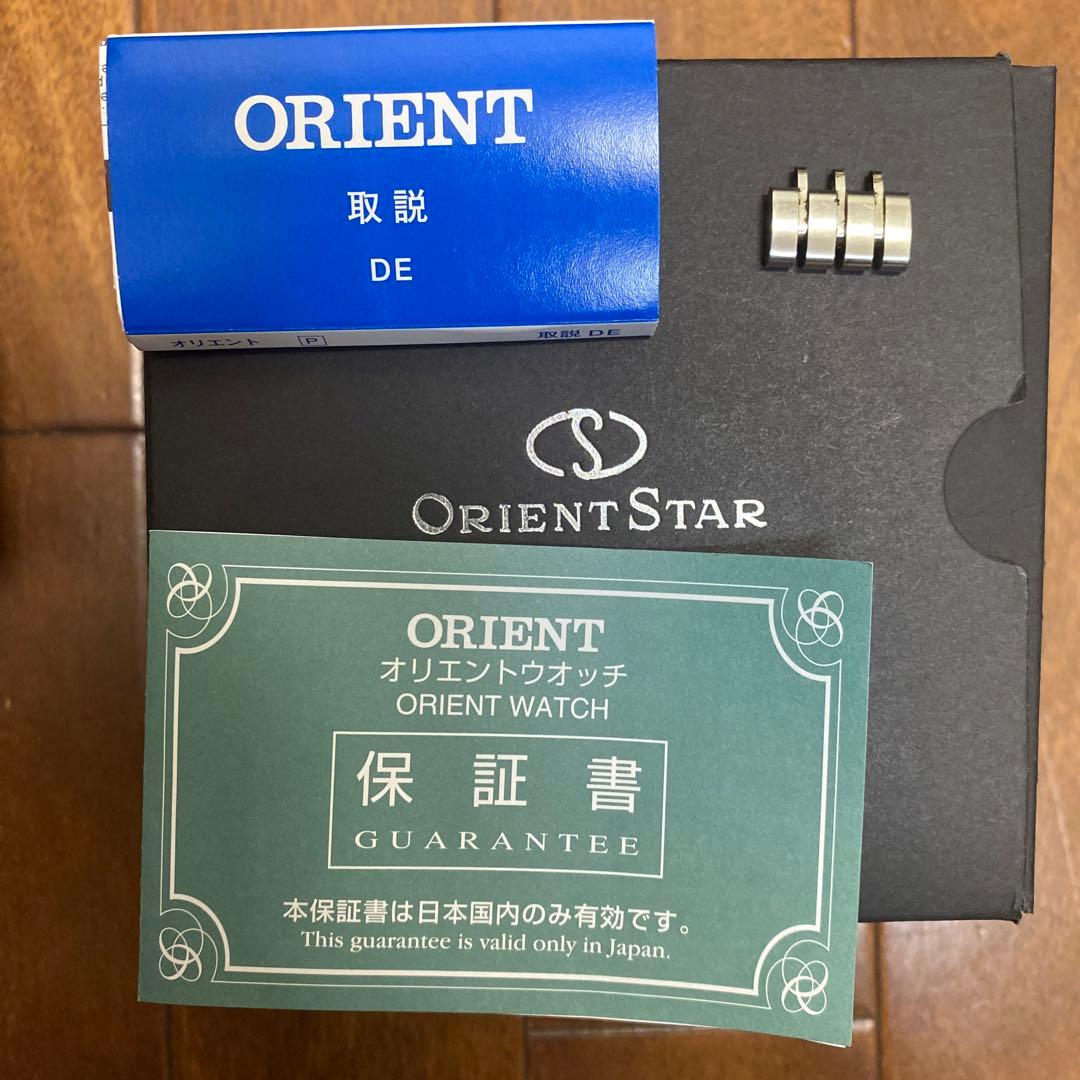 ORIENT
取説
DE
オリエント P 取説 DE
ORIENT STAR
ORIENT
オリエントウオッチ
ORIENT WATCH
保証書
GUARANTEE
本保証書は日本国内のみ有効です。
This guarantee is valid only in Japan.